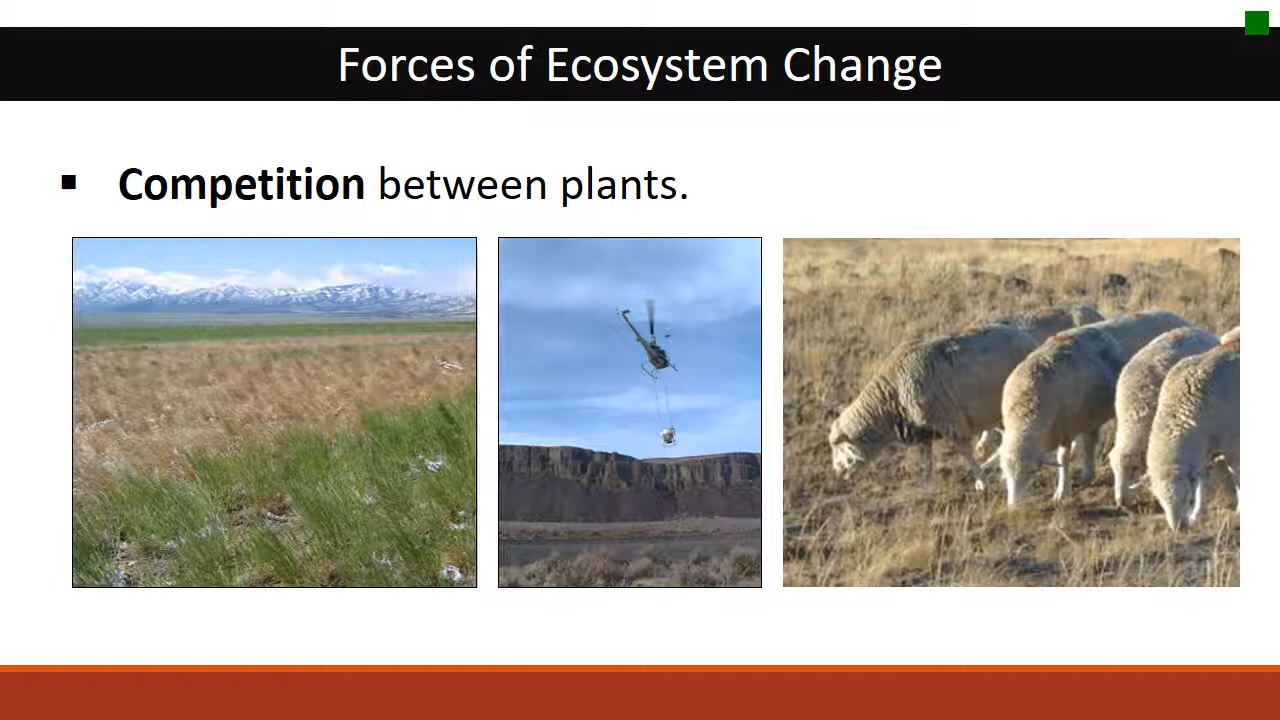 Forces of Ecosystem Change
▪ Competition between plants.